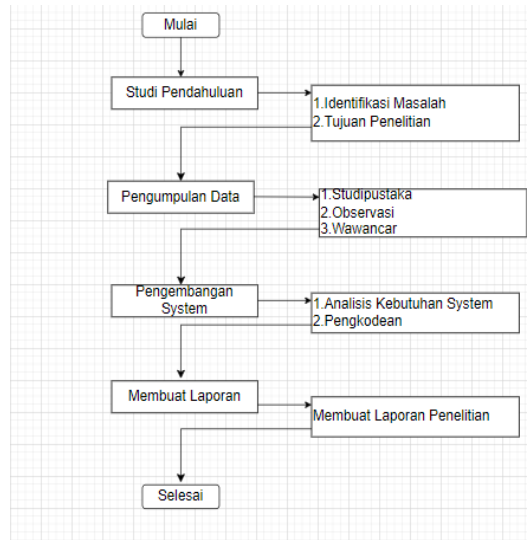 Mulai
Studi Pendahuluan
1.Identifikasi Masalah
2.Tujuan Penelitian
Pengumpulan Data
1.Studipustaka
2.Observasi
3.Wawancar
Pengembangan
System
1.Analisis Kebutuhan System
2.Pengkodean
Membuat Laporan
Membuat Laporan Penelitian
Selesai